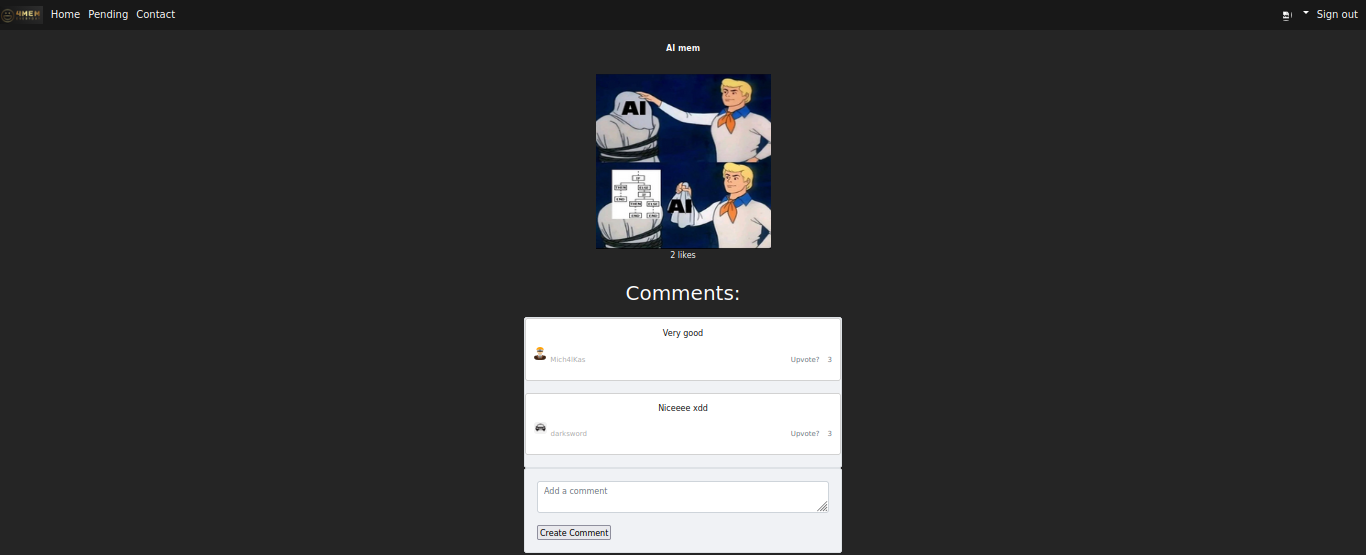 4MEM
Home Pending Contact
Sign out
AI mem
AI
IF
THEN ELSE
END IF
THEN ELSE
END END
AI
2 likes
Comments:
Very good
Mich4lKas
Upvote? 3
Niceeee xdd
darksword
Upvote? 3
Add a comment
Create Comment